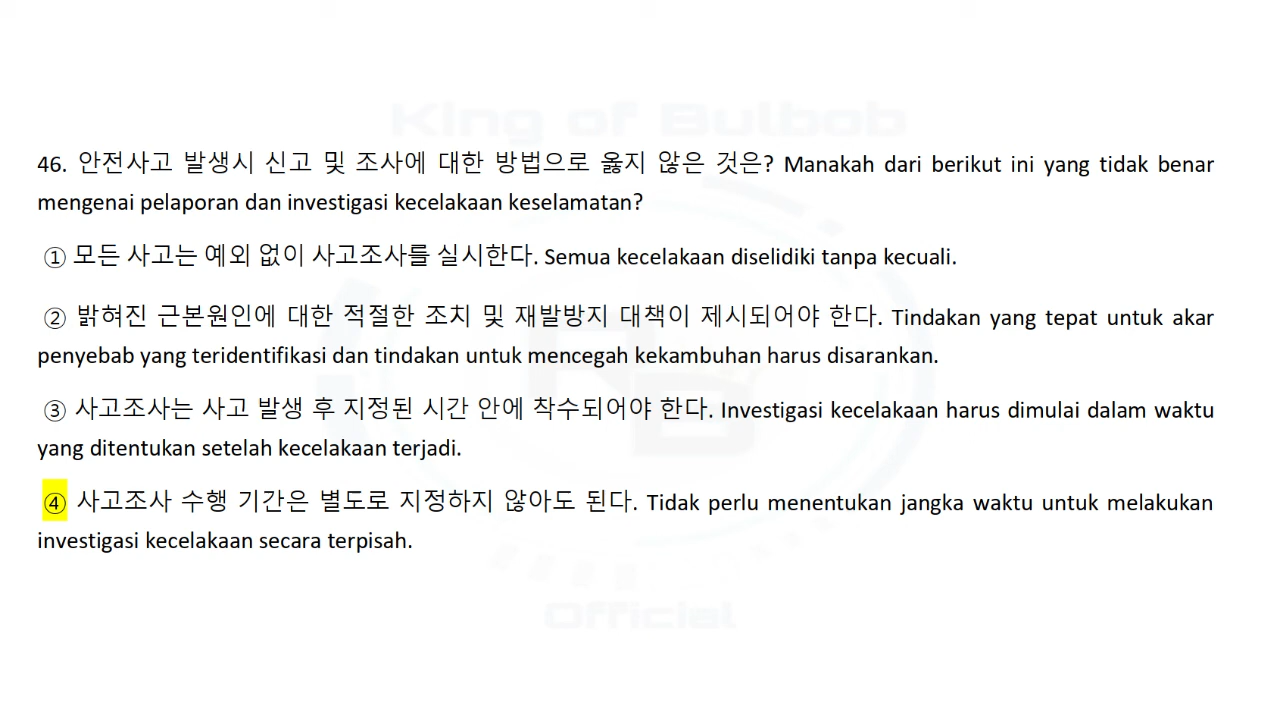 King of Bulbob
46. 안전사고 발생시 신고 및 조사에 대한 방법으로 옳지 않은 것은? Manakah dari berikut ini yang tidak benar
mengenai pelaporan dan investigasi kecelakaan keselamatan?
① 모든 사고는 예외 없이 사고조사를 실시한다. Semua kecelakaan diselidiki tanpa kecuali.
② 밝혀진 근본원인에 대한 적절한 조치 및 재발방지 대책이 제시되어야 한다. Tindakan yang tepat untuk akar
penyebab yang teridentifikasi dan tindakan untuk mencegah kekambuhan harus disarankan.
③ 사고조사는 사고 발생 후 지정된 시간 안에 착수되어야 한다. Investigasi kecelakaan harus dimulai dalam waktu
yang ditentukan setelah kecelakaan terjadi.
④ 사고조사 수행 기간은 별도로 지정하지 않아도 된다. Tidak perlu menentukan jangka waktu untuk melakukan
investigasi kecelakaan secara terpisah.
Official